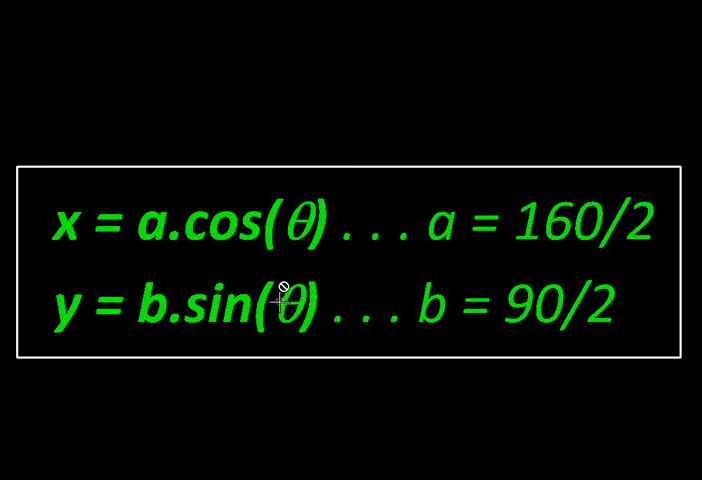 x = a.cos(θ) . . . a = 160/2
y = b.sin(θ) . . . b = 90/2